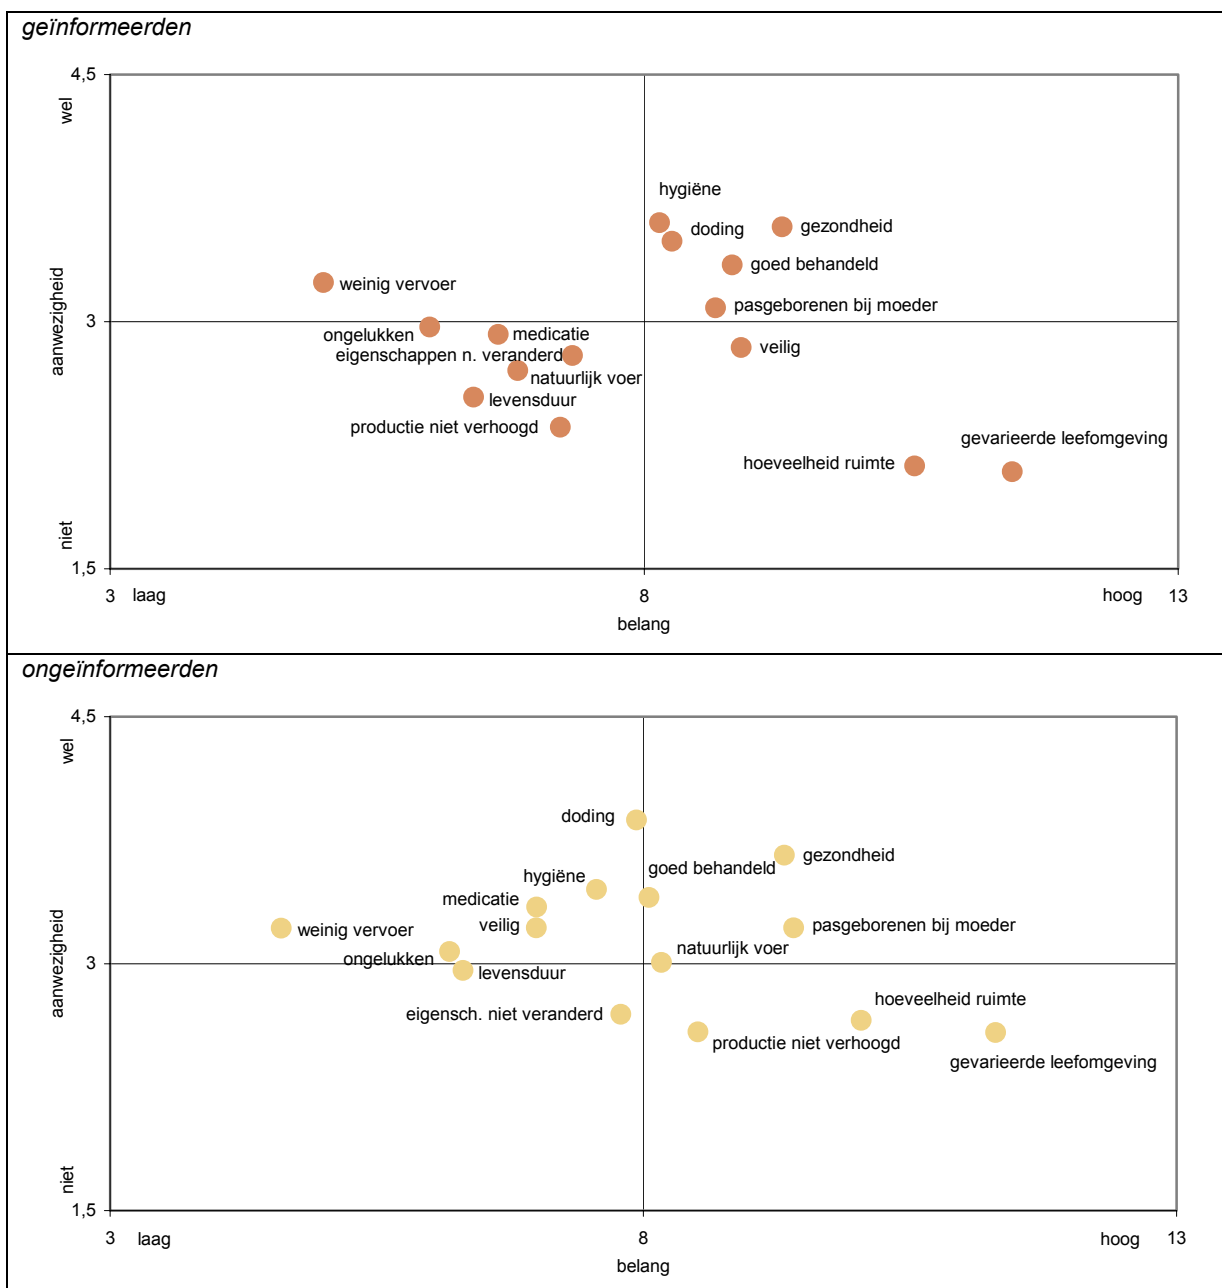 geïnformeerden
4,5
wel
hygiëne
doding
gezondheid
goed behandeld
weinig vervoer
pasgeborenen bij moeder
aanwezigheid
3
ongelukken
medicatie
veilig
eigenschappen n. veranderd
natuurlijk voer
levensduur
productie niet verhoogd
gevarieerde leefomgeving
hoeveelheid ruimte
niet
1,5
3 laag 8 hoog 13
belang
ongeïnformeerden
4,5
wel
doding
gezondheid
goed behandeld
hygiëne
medicatie
weinig vervoer
veilig
pasgeborenen bij moeder
natuurlijk voer
ongelukken
aanwezigheid
3
levensduur
hoeveelheid ruimte
eigensch. niet veranderd
productie niet verhoogd
gevarieerde leefomgeving
niet
1,5
3 laag 8 hoog 13
belang